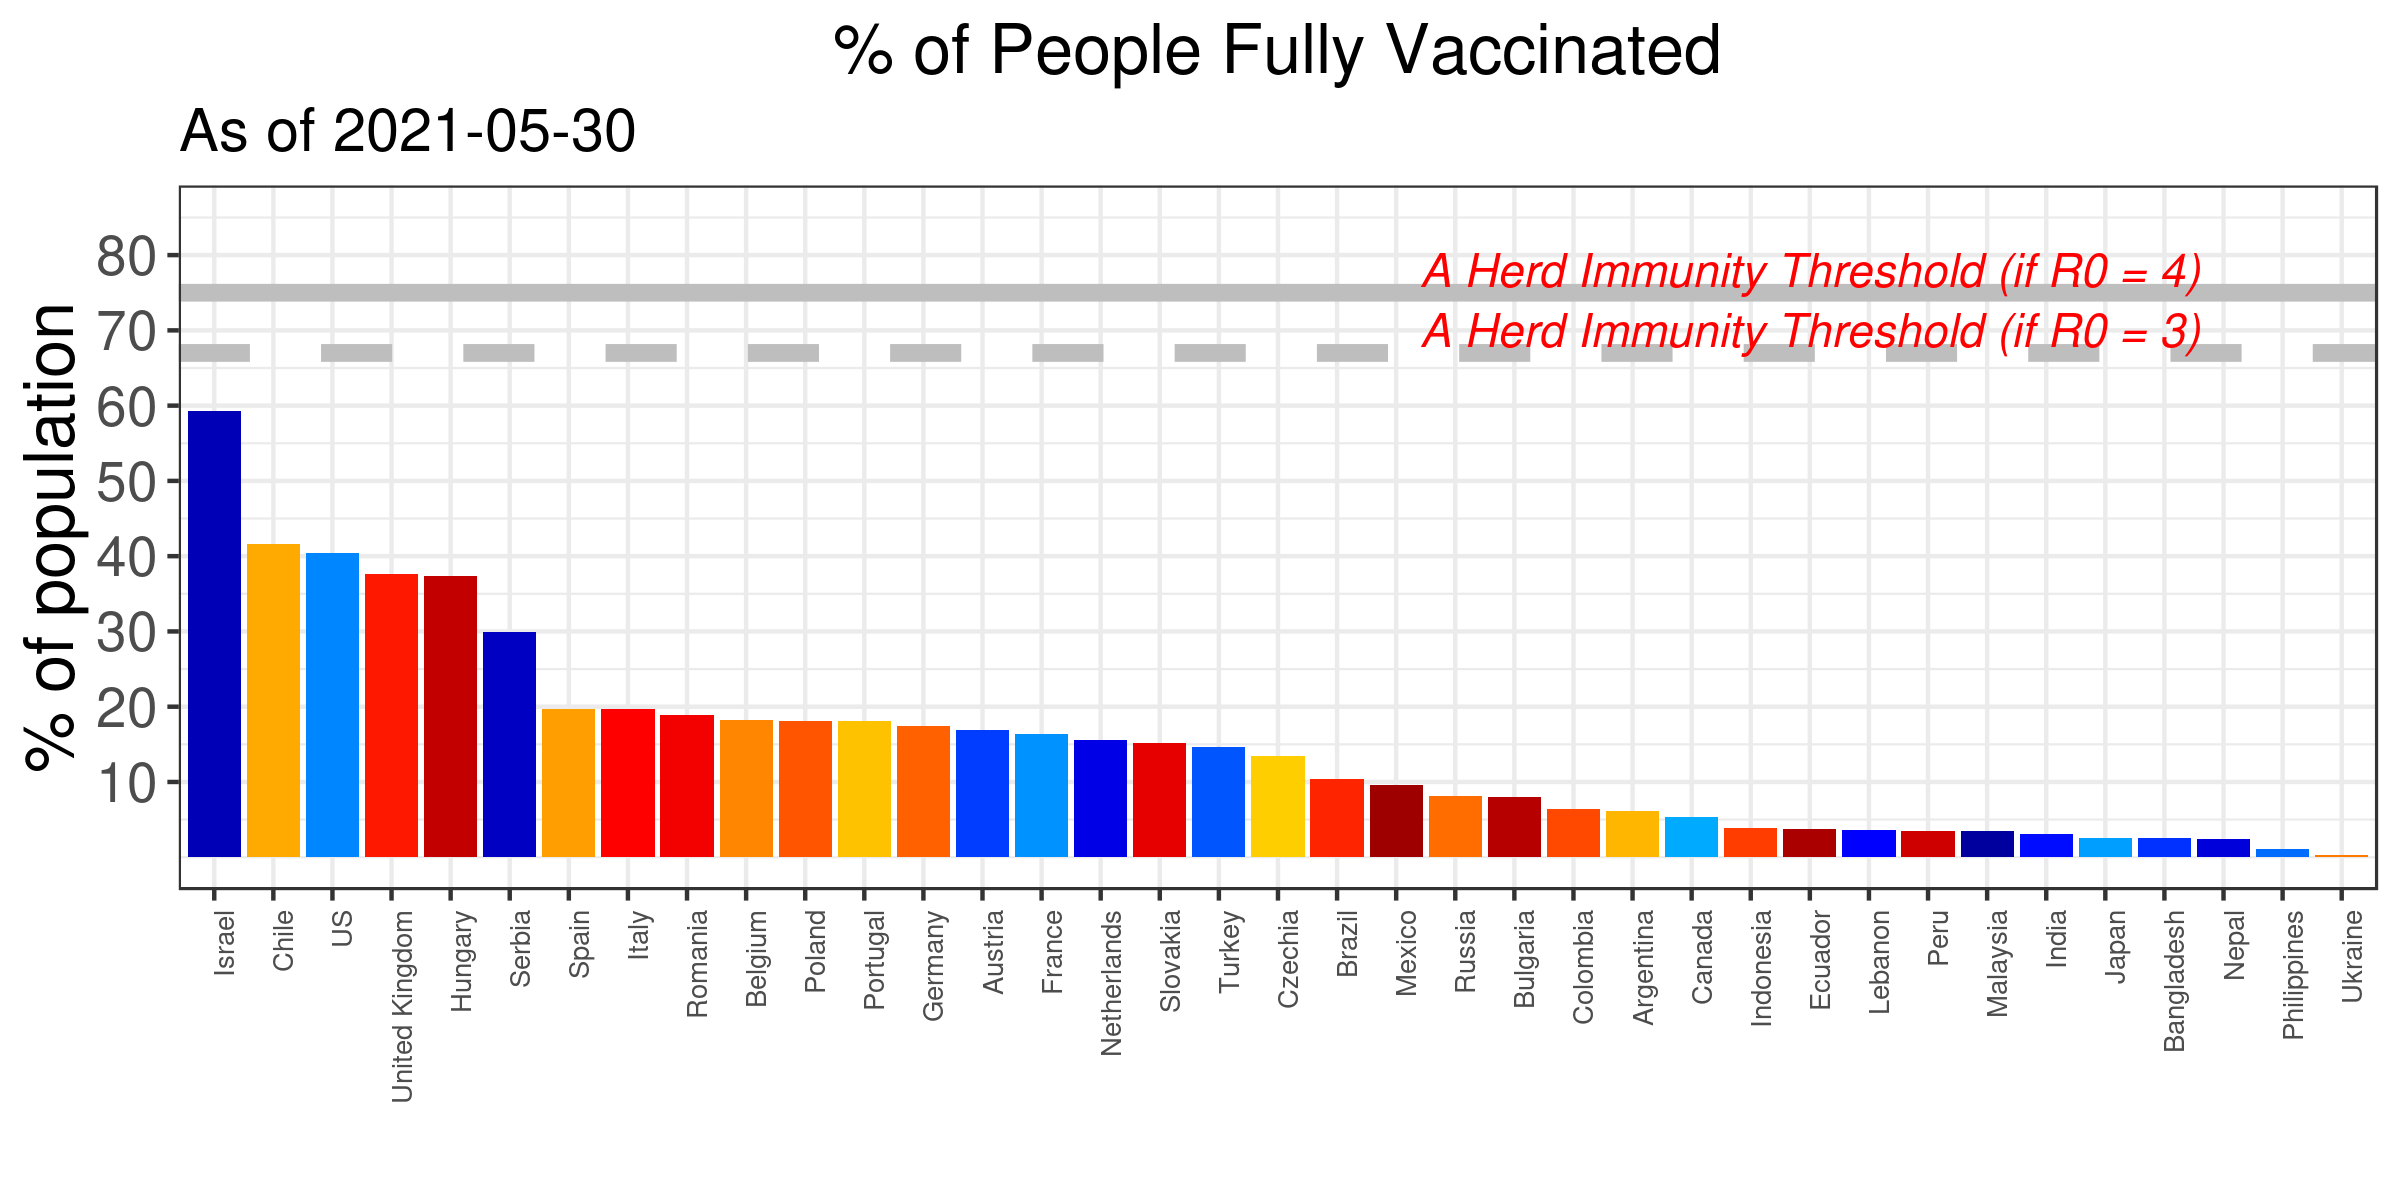 % of People Fully Vaccinated
As of 2021-05-30
% of population
80
70
60
50
40
30
20
10
A Herd Immunity Threshold (if R0 = 4)
A Herd Immunity Threshold (if R0 = 3)
Israel
Chile
US
United Kingdom
Hungary
Serbia
Spain
Italy
Romania
Belgium
Poland
Portugal
Germany
Austria
France
Netherlands
Slovakia
Turkey
Czechia
Brazil
Mexico
Russia
Bulgaria
Colombia
Argentina
Canada
Indonesia
Ecuador
Lebanon
Peru
Malaysia
India
Japan
Bangladesh
Nepal
Philippines
Ukraine